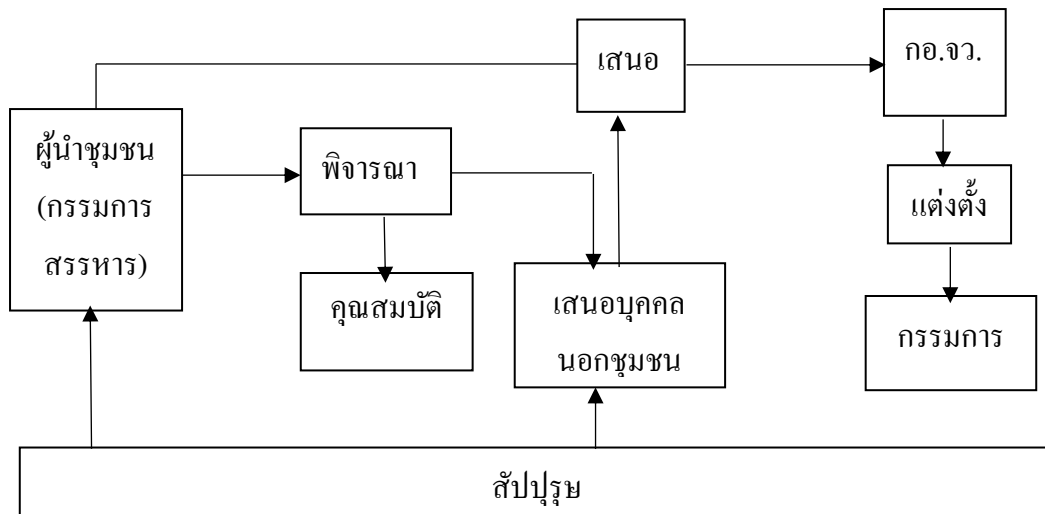 เสนอ
กอ.จว.
ผู้นำชุมชน
(กรรมการ
สรรหาร)
พิจารณา
แต่งตั้ง
คุณสมบัติ
เสนอบุคคล
นอกชุมชน
กรรมการ
สัปปุรุษ